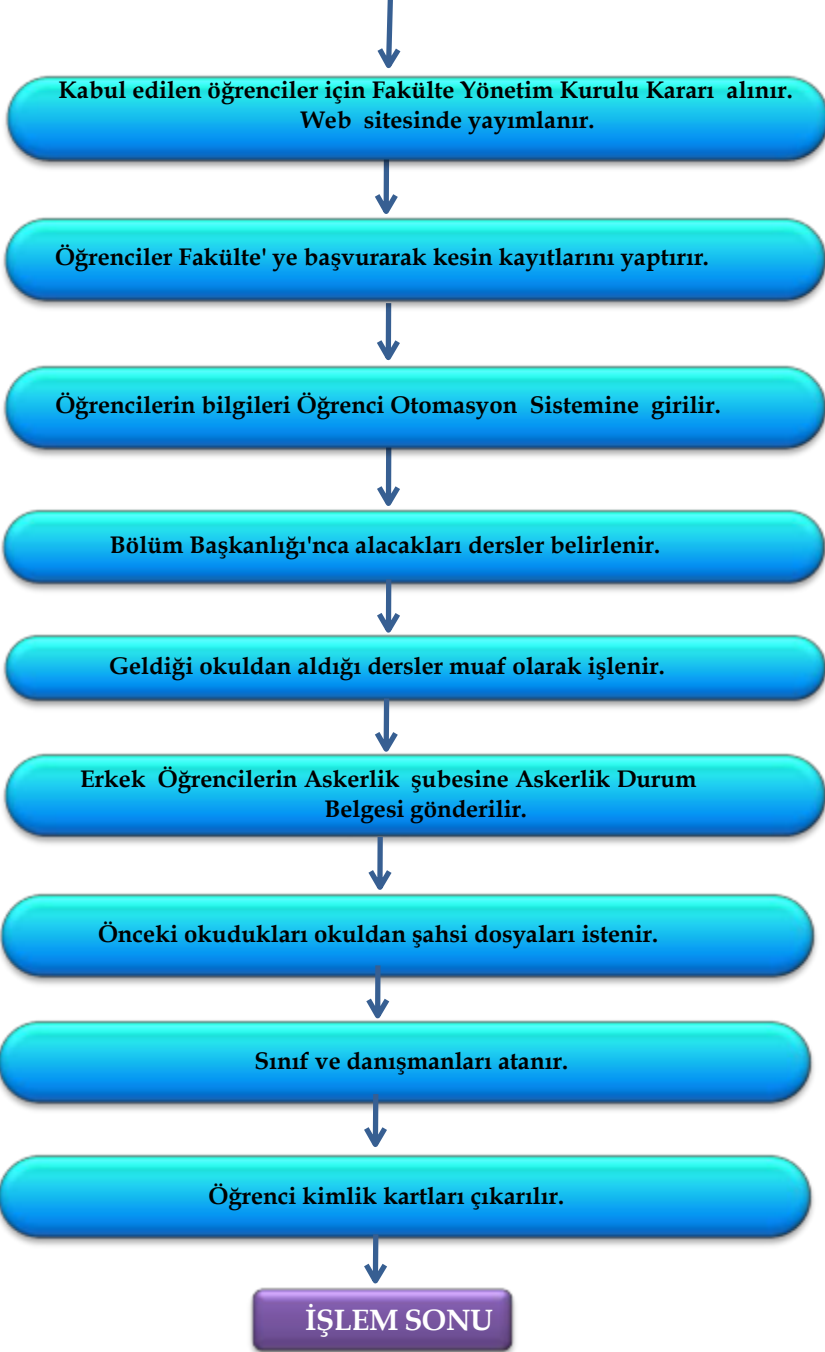 Kabul edilen öğrenciler için Fakülte Yönetim Kurulu Kararı alınır.
Web sitesinde yayımlanır.
Öğrenciler Fakülte' ye başvurarak kesin kayıtlarını yaptırır.
Öğrencilerin bilgileri Öğrenci Otomasyon Sistemine girilir.
Bölüm Başkanlığı'nca alacakları dersler belirlenir.
Geldiği okuldan aldığı dersler muaf olarak işlenir.
Erkek Öğrencilerin Askerlik şubesine Askerlik Durum
Belgesi gönderilir.
Önceki okudukları okuldan şahsi dosyaları istenir.
Sınıf ve danışmanları atanır.
Öğrenci kimlik kartları çıkarılır.
İŞLEM SONU